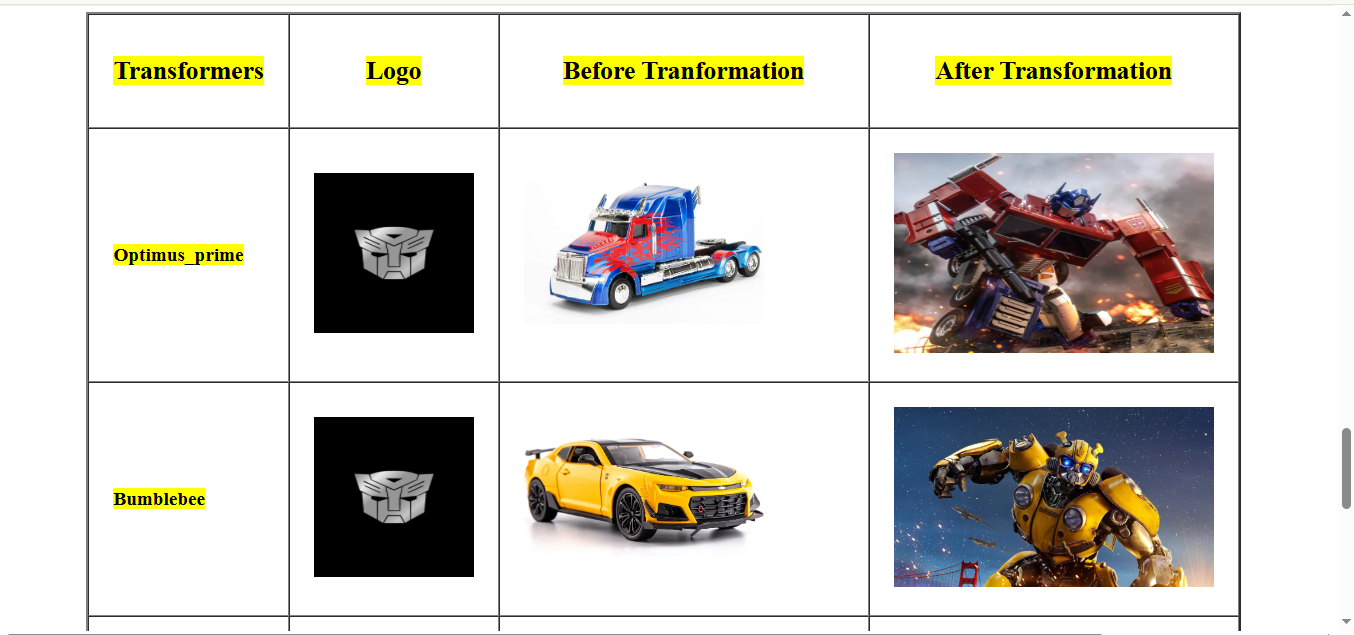 Transformers
Logo
Before Tranformation
After Transformation
Optimus_prime
Bumblebee